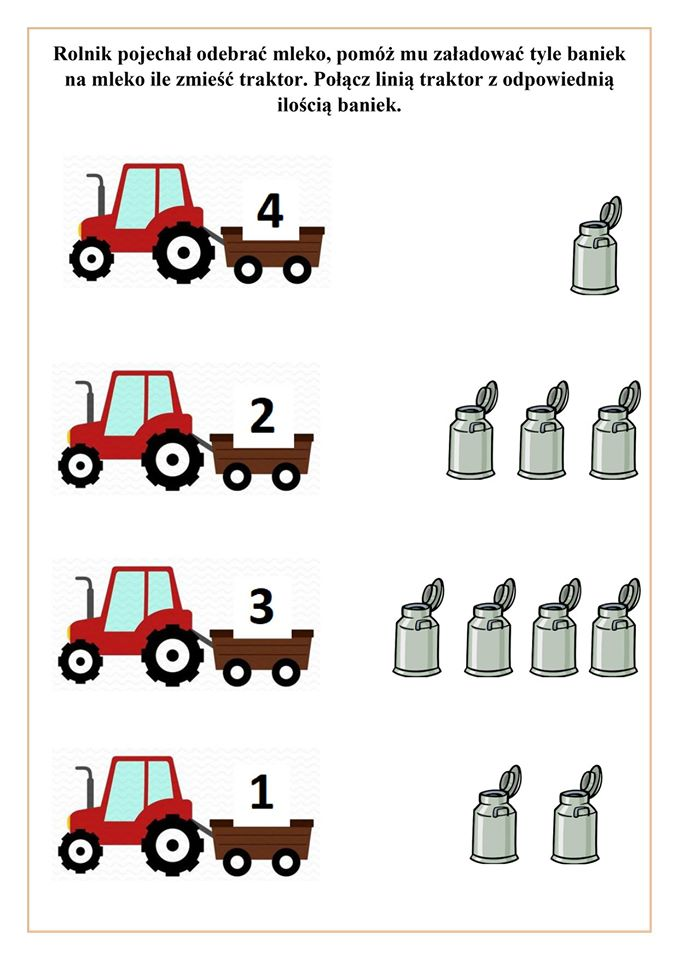 Rolnik pojechał odebrać mleko, pomóż mu załadować tyle baniek
na mleko ile zmieść traktor. Połącz linią traktor z odpowiednią
ilością baniek.
4
2
3
1